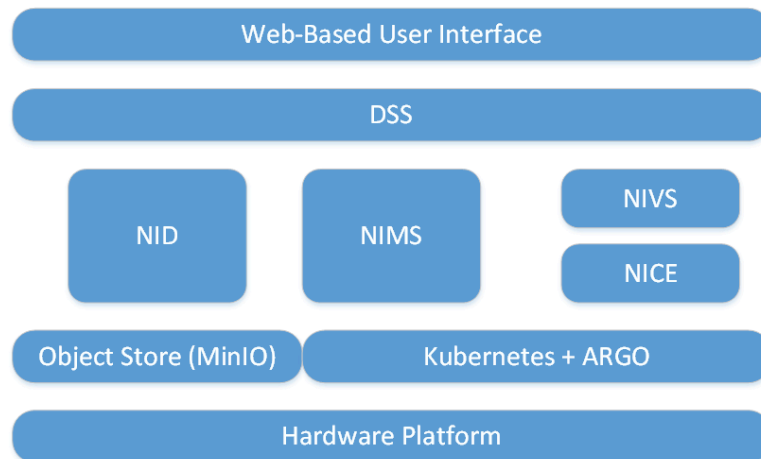 Web-Based User Interface
DSS
NID
NIMS
NIVS
NICE
Object Store (MinIO)
Kubernetes + ARGO
Hardware Platform